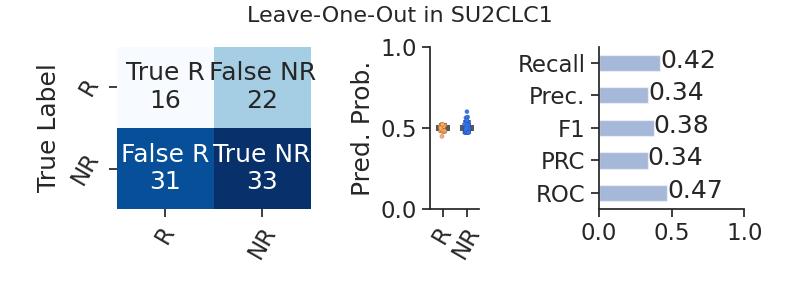 Leave-One-Out in SU2CLC1
True Label
R
NR
True R
16
False NR
22
False R
31
True NR
33
R
NR
Pred. Prob.
1.0
0.5
0.0
R
NR
Recall
Prec.
F1
PRC
ROC
0.42
0.34
0.38
0.34
0.47
0.0
0.5
1.0